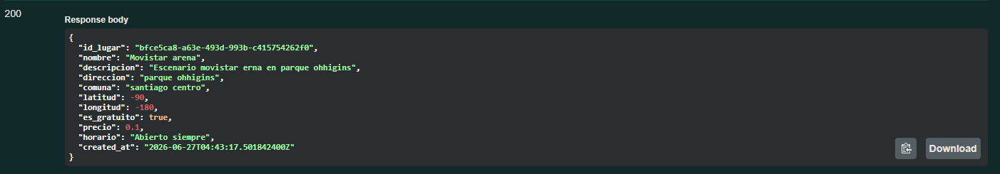 200
Response body
{
  "id_lugar": "bfce5ca8-a63e-493d-993b-c415754262f0",
  "nombre": "Movistar arena",
  "descripcion": "Escenario movistar erna en parque ohhigins",
  "direccion": "parque ohhigins",
  "comuna": "santiago centro",
  "latitud": -90,
  "longitud": -180,
  "es_gratuito": true,
  "precio": 0.1,
  "horario": "Abierto siempre",
  "created_at": "2026-06-27T04:43:17.501842400Z"
}
Download